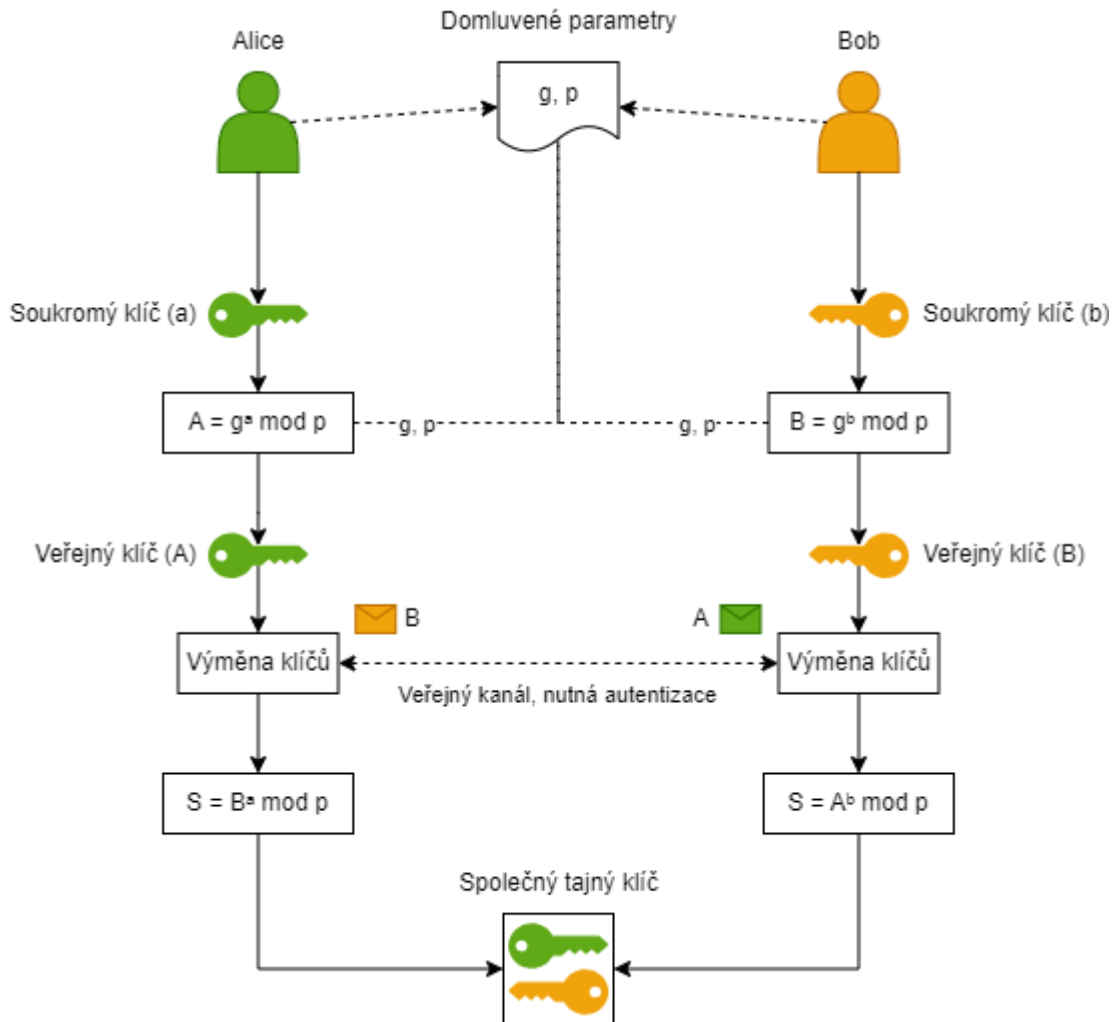 Domluvené parametry
Alice
Bob
g, p
Soukromý klíč (a)
Soukromý klíč (b)
A = gᵃ mod p
g, p
g, p
B = gᵇ mod p
Veřejný klíč (A)
Veřejný klíč (B)
B
A
Výměna klíčů
Výměna klíčů
Veřejný kanál, nutná autentizace
S = Bᵃ mod p
S = Aᵇ mod p
Společný tajný klíč